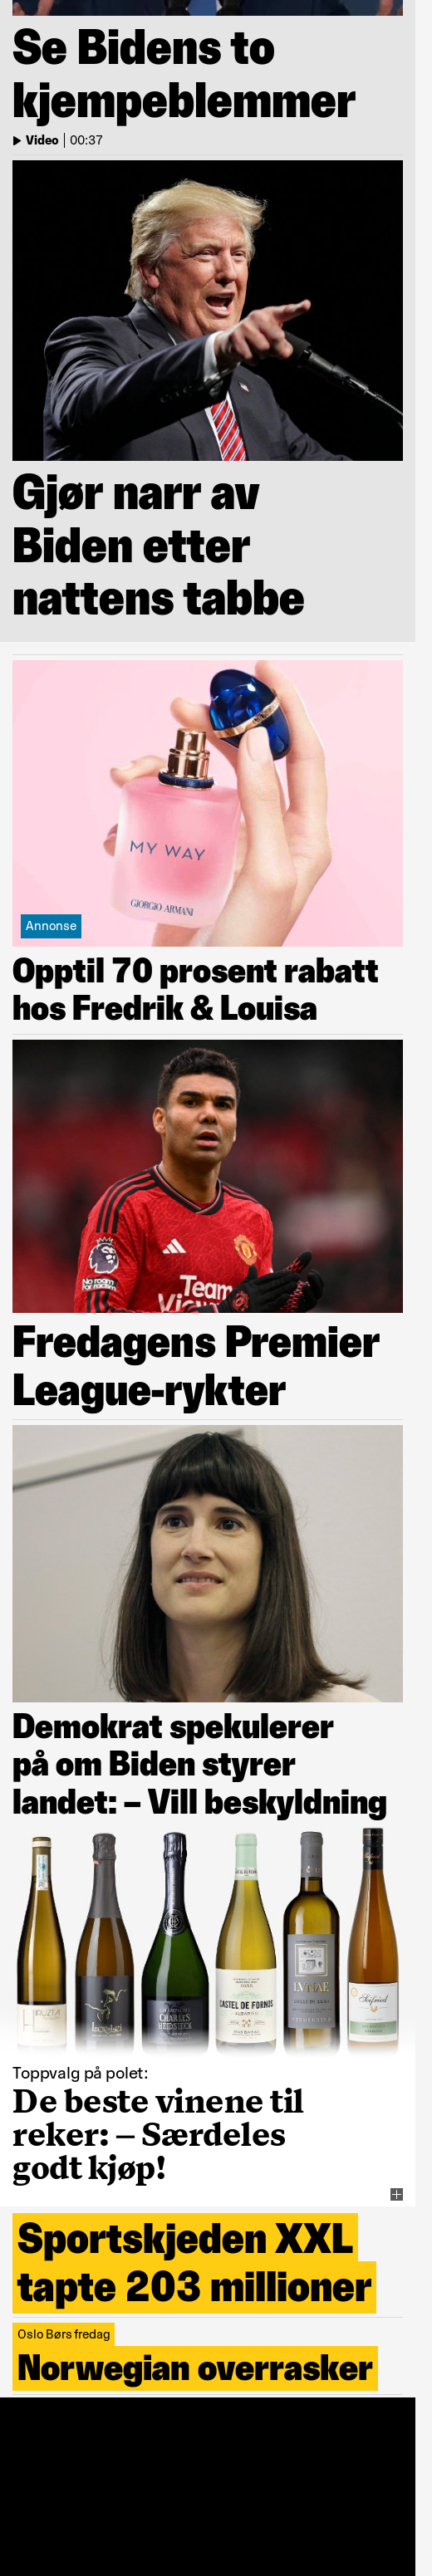 Se Bidens to
kjempeblemmer
Video | 00:37
Gjør narr av
Biden etter
nattens tabbe
MY WAY
GIORGIO ARMANI
Annonse
Opptil 70 prosent rabatt
hos Fredrik & Louisa
No room
for racism
Team
Fredagens Premier
League-rykter
Demokrat spekulerer
på om Biden styrer
landet: – Vill beskyldning
CHARLES
HEIDSIECK
CASTEL DE FORNOS
LVNAE
Seifried
Toppvalg på polet:
De beste vinene til
reker: – Særdeles
godt kjøp!
Sportskjeden XXL
tapte 203 millioner
Oslo Børs fredag
Norwegian overrasker